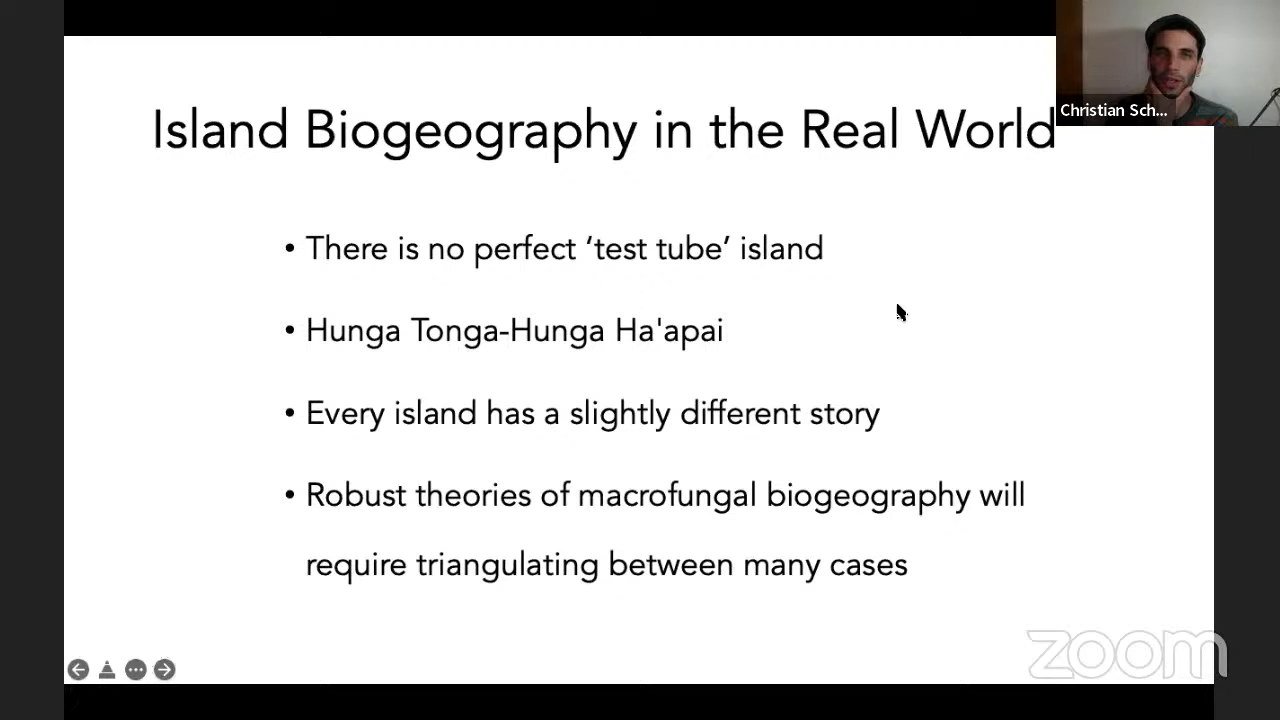 Christian Sch...
Island Biogeography in the Real World
• There is no perfect ‘test tube’ island
• Hunga Tonga-Hunga Ha'apai
• Every island has a slightly different story
• Robust theories of macrofungal biogeography will
require triangulating between many cases
zoom